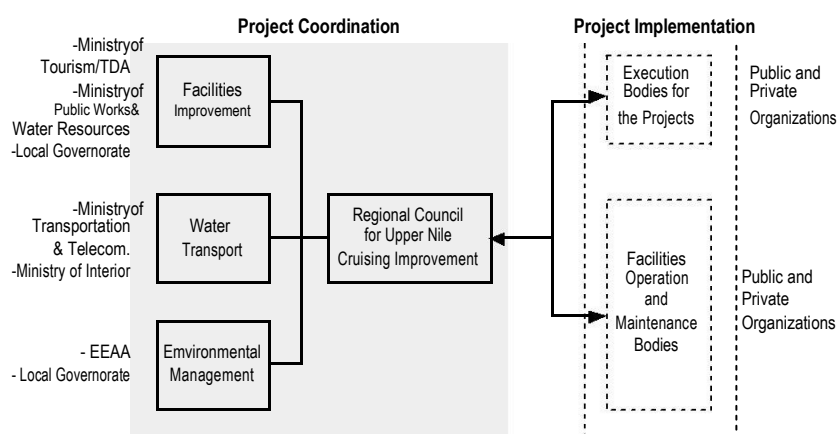 Project Coordination
Project Implementation
-Ministryof
Tourism/TDA
-Ministryof
Public Works&
Water Resources
-Local Governorate
Facilities
Improvement
Execution
Bodies for
the Projects
Public and
Private
Organizations
-Ministryof
Transportation
& Telecom.
-Ministry of Interior
Water
Transport
Regional Council
for Upper Nile
Cruising Improvement
Facilities
Operation
and
Maintenance
Bodies
Public and
Private
Organizations
- EEAA
- Local Governorate
Emvironmental
Management